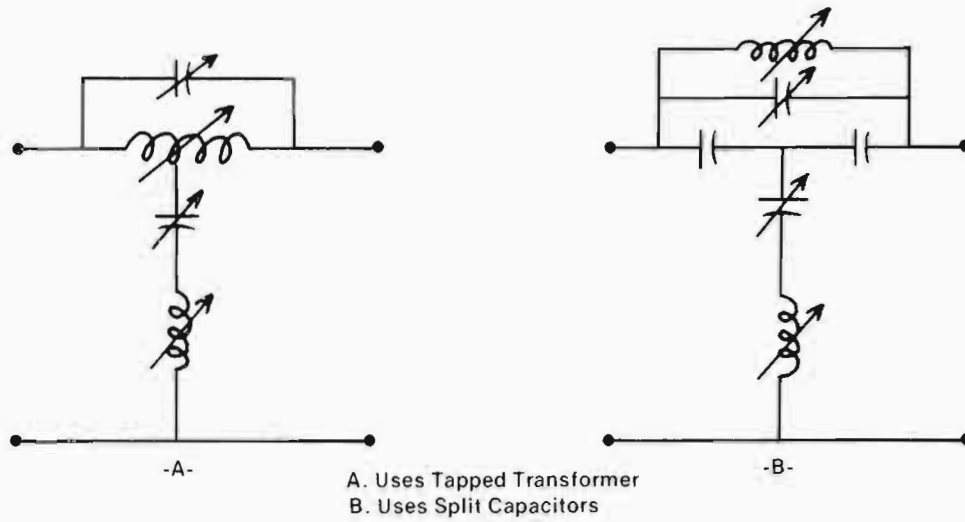 -A-
-B-
A. Uses Tapped Transformer
B. Uses Split Capacitors